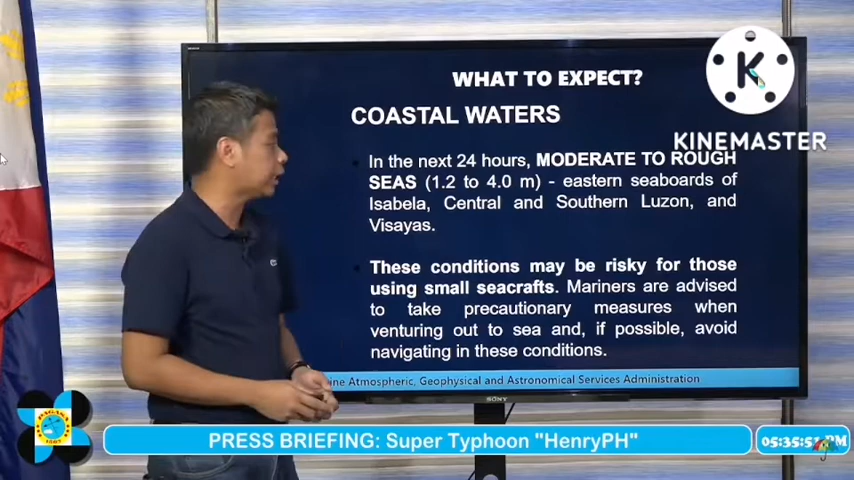 WHAT TO EXPECT?
COASTAL WATERS
KINEMASTER
In the next 24 hours, MODERATE TO ROUGH
SEAS (1.2 to 4.0 m) - eastern seaboards of
Isabela, Central and Southern Luzon, and
Visayas.
These conditions may be risky for those
using small seacrafts. Mariners are advised
to take precautionary measures when
venturing out to sea and, if possible, avoid
navigating in these conditions.
Atmospheric, Geophysical and Astronomical Services Administration
SONY
PRESS BRIEFING: Super Typhoon "HenryPH"